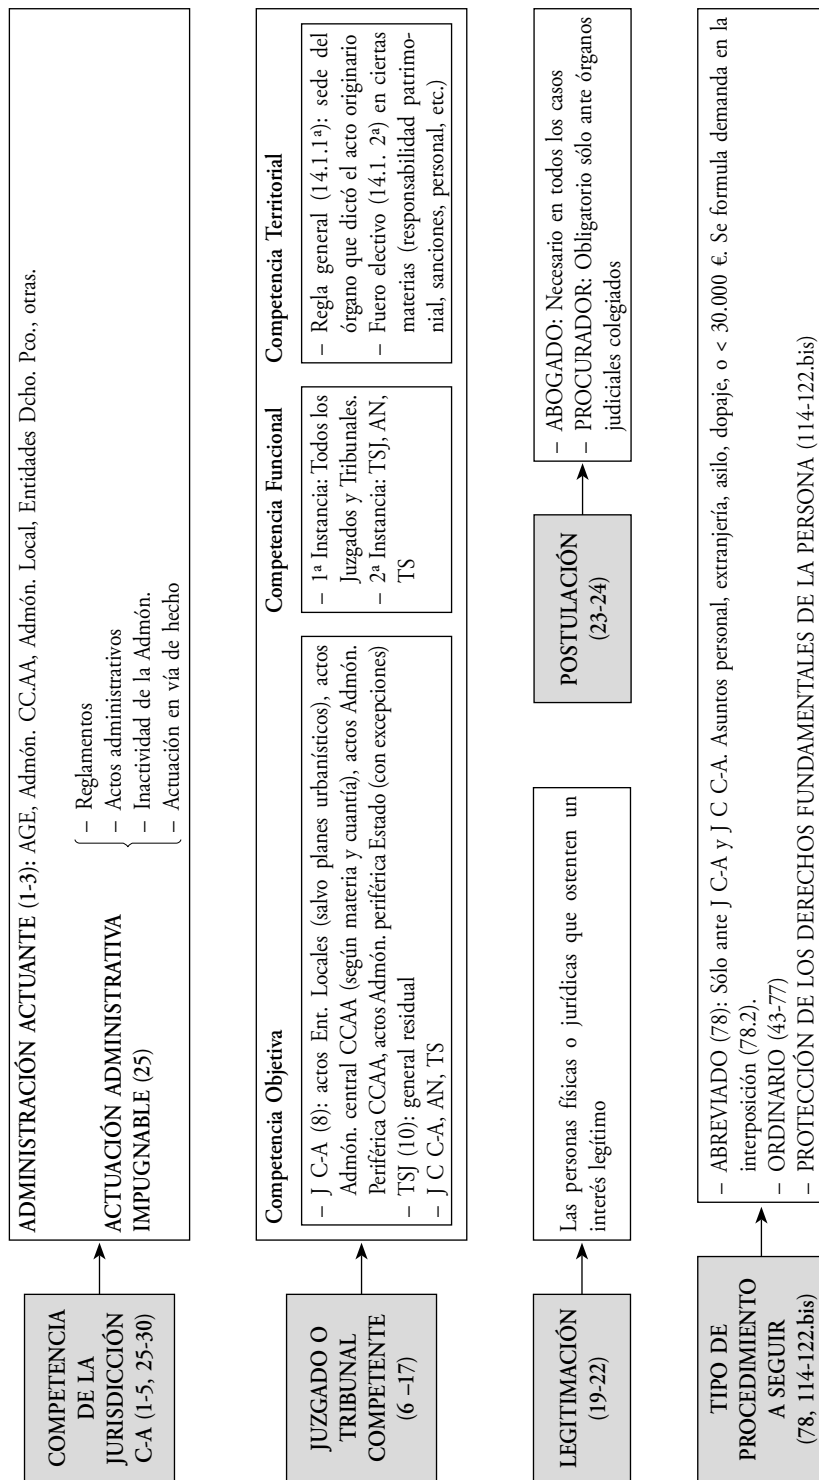 COMPETENCIA
DE LA
JURISDICCIÓN
C-A (1-5, 25-30)
ADMINISTRACIÓN ACTUANTE (1-3): AGE, Admón. CC.AA, Admón. Local, Entidades Dcho. Pco., otras.
ACTUACIÓN ADMINISTRATIVA
IMPUGNABLE (25)
– Reglamentos
– Actos administrativos
– Inactividad de la Admón.
– Actuación en vía de hecho
JUZGADO O
TRIBUNAL
COMPETENTE
(6 –17)
Competencia Objetiva
– J C-A (8): actos Ent. Locales (salvo planes urbanísticos), actos
Admón. central CCAA (según materia y cuantía), actos Admón.
Periférica CCAA, actos Admón. periférica Estado (con excepciones)
– TSJ (10): general residual
– J C C-A, AN, TS
Competencia Funcional
– 1ª Instancia: Todos los
Juzgados y Tribunales.
– 2ª Instancia: TSJ, AN,
TS
Competencia Territorial
– Regla general (14.1.1ª): sede del
órgano que dictó el acto originario
– Fuero electivo (14.1. 2ª) en ciertas
materias (responsabilidad patrimo-
nial, sanciones, personal, etc.)
LEGITIMACIÓN
(19-22)
Las personas físicas o jurídicas que ostenten un
interés legítimo
POSTULACIÓN
(23-24)
– ABOGADO: Necesario en todos los casos
– PROCURADOR: Obligatorio sólo ante órganos
judiciales colegiados
TIPO DE
PROCEDIMIENTO
A SEGUIR
(78, 114-122.bis)
– ABREVIADO (78): Sólo ante J C-A y J C C-A. Asuntos personal, extranjería, asilo, dopaje, o < 30.000 €. Se formula demanda en la
interposición (78.2).
– ORDINARIO (43-77)
– PROTECCIÓN DE LOS DERECHOS FUNDAMENTALES DE LA PERSONA (114-122.bis)